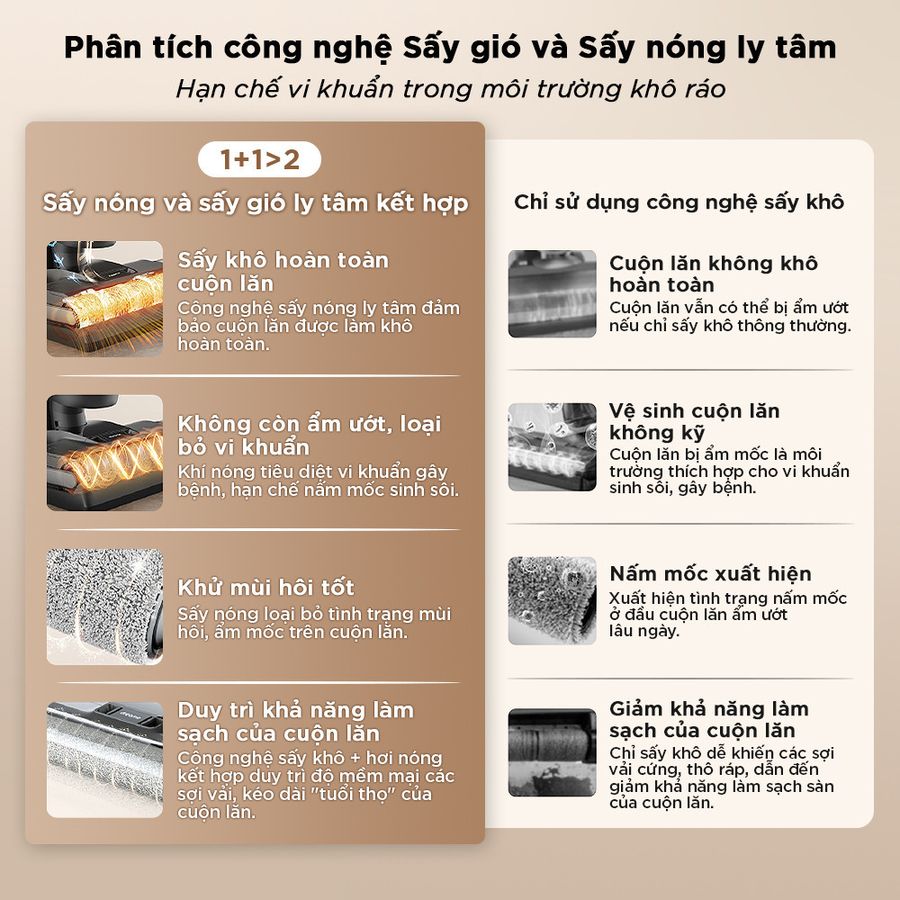 Phân tích công nghệ Sấy gió và Sấy nóng ly tâm
Hạn chế vi khuẩn trong môi trường khô ráo
1+1>2
Sấy nóng và sấy gió ly tâm kết hợp
Sấy khô hoàn toàn
cuộn lăn
Công nghệ sấy nóng ly tâm đảm
bảo cuộn lăn được làm khô
hoàn toàn.
Không còn ẩm ướt, loại
bỏ vi khuẩn
Khí nóng tiêu diệt vi khuẩn gây
bệnh, hạn chế nấm mốc sinh sôi.
Khử mùi hôi tốt
Sấy nóng loại bỏ tình trạng mùi
hôi, ẩm mốc trên cuộn lăn.
Duy trì khả năng làm
sạch của cuộn lăn
Công nghệ sấy khô + hơi nóng
kết hợp duy trì độ mềm mại các
sợi vải, kéo dài "tuổi thọ" của
cuộn lăn.
Chỉ sử dụng công nghệ sấy khô
Cuộn lăn không khô
hoàn toàn
Cuộn lăn vẫn có thể bị ẩm ướt
nếu chỉ sấy khô thông thường.
Vệ sinh cuộn lăn
không kỹ
Cuộn lăn bị ẩm mốc là môi
trường thích hợp cho vi khuẩn
sinh sôi, gây bệnh.
Nấm mốc xuất hiện
Xuất hiện tình trạng nấm mốc
ở đầu cuộn lăn ẩm ướt
lâu ngày.
Giảm khả năng làm
sạch của cuộn lăn
Chỉ sấy khô dễ khiến các sợi
vải cứng, thô ráp, dẫn đến
giảm khả năng làm sạch sàn
của cuộn lăn.